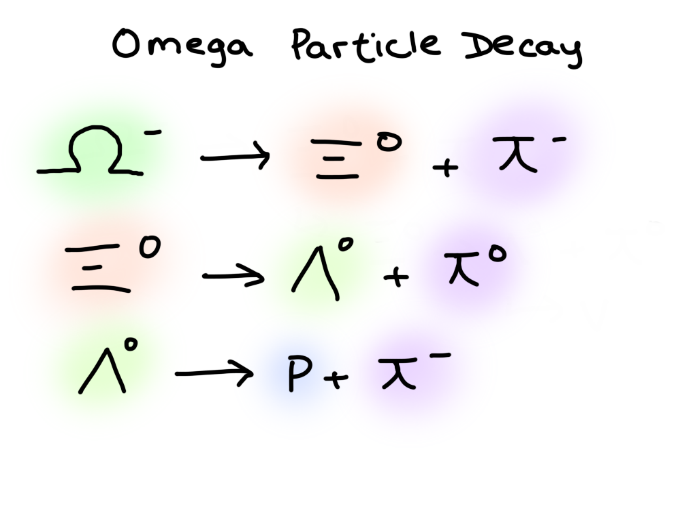 Omega Particle Decay
Ω⁻ → Ξ⁰ + π⁻
Ξ⁰ → Λ⁰ + π⁰
Λ⁰ → P + π⁻